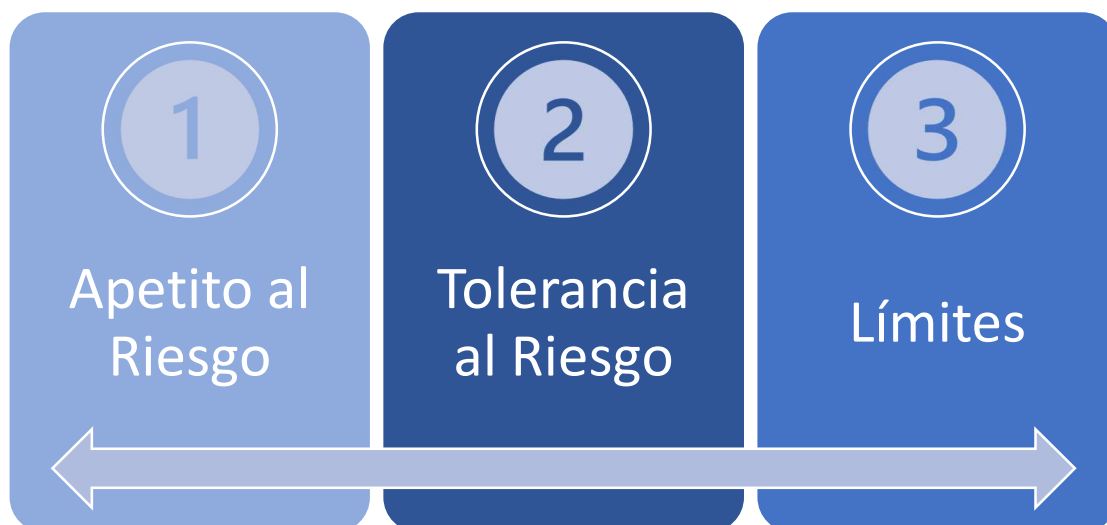 1
Apetito al
Riesgo
2
Tolerancia
al Riesgo
3
Límites